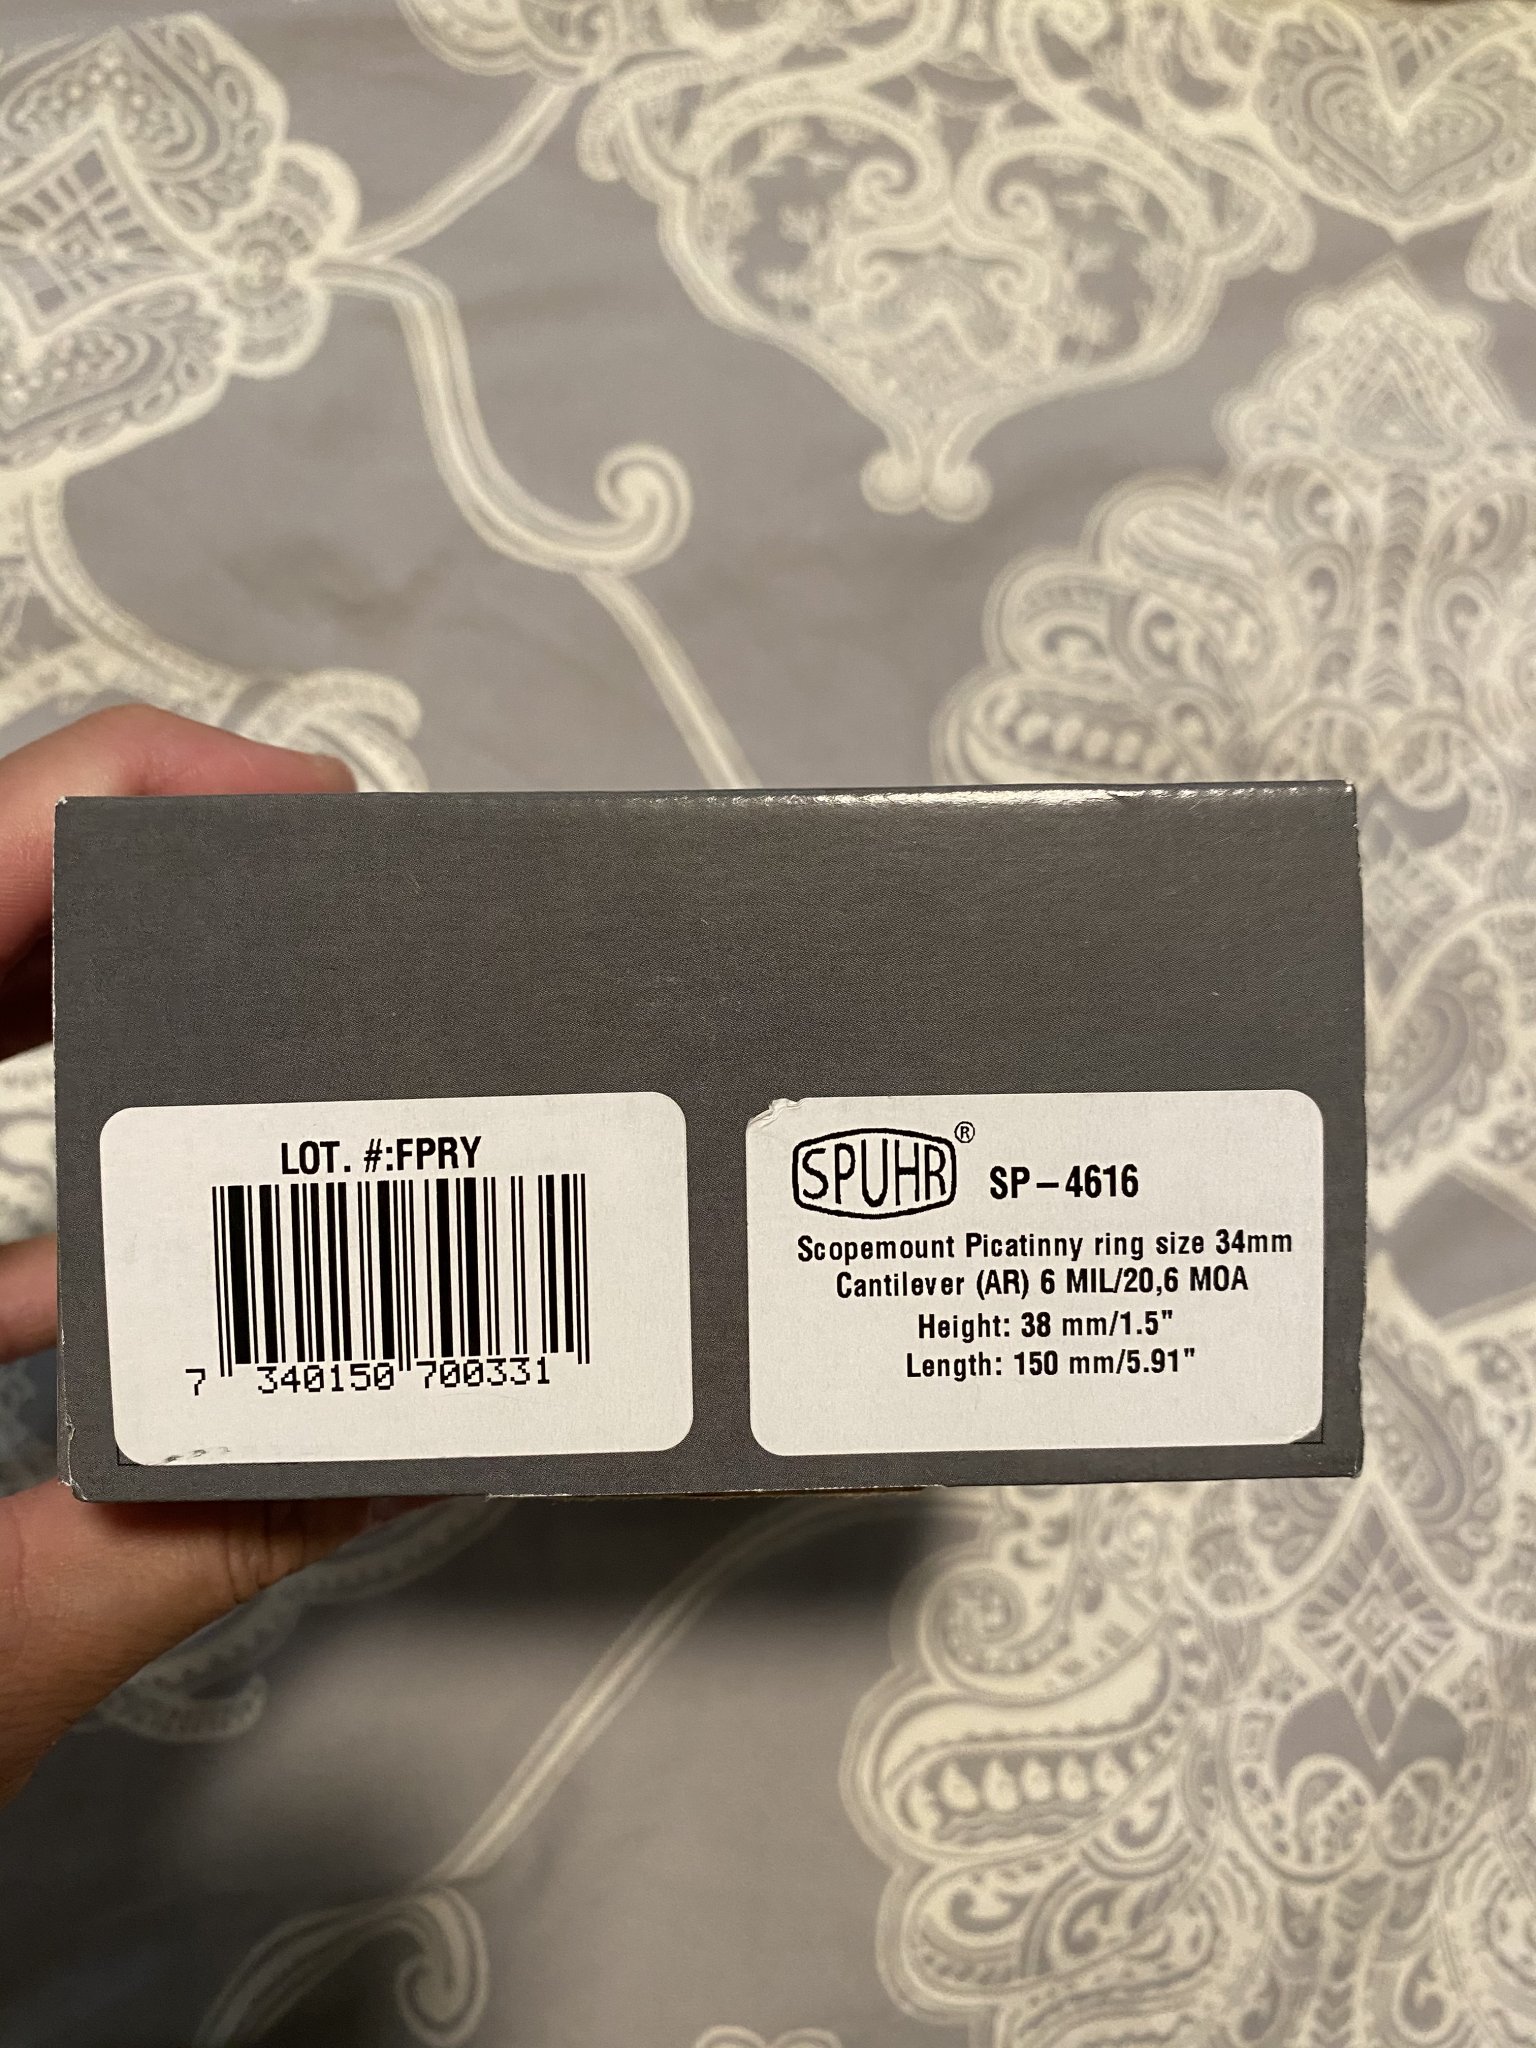 LOT. #:FPRY
7 340150 700331
SPUHR® SP-4616
Scopemount Picatinny ring size 34mm
Cantilever (AR) 6 MIL/20,6 MOA
Height: 38 mm/1.5"
Length: 150 mm/5.91"